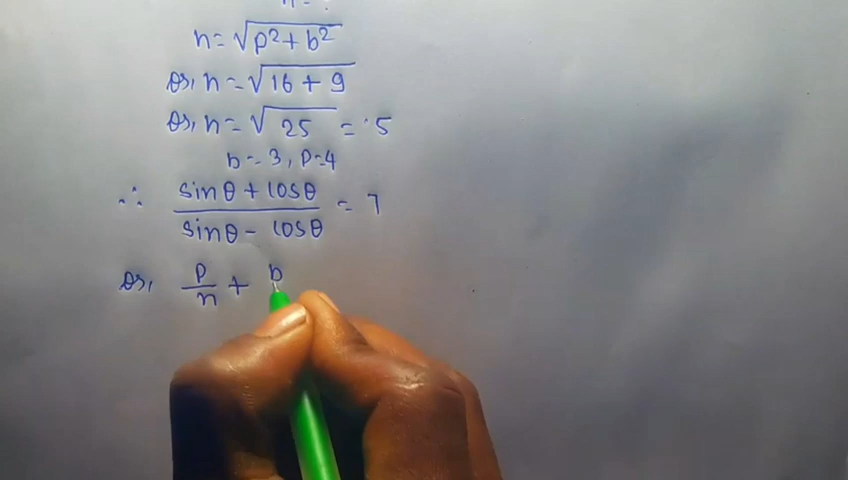 h = ?
h = √p² + b²
or, h = √16 + 9
or, h = √25 = 5
b = 3, p = 4
∴ sinθ + cosθ / sinθ - cosθ = 7
or, p/h + b